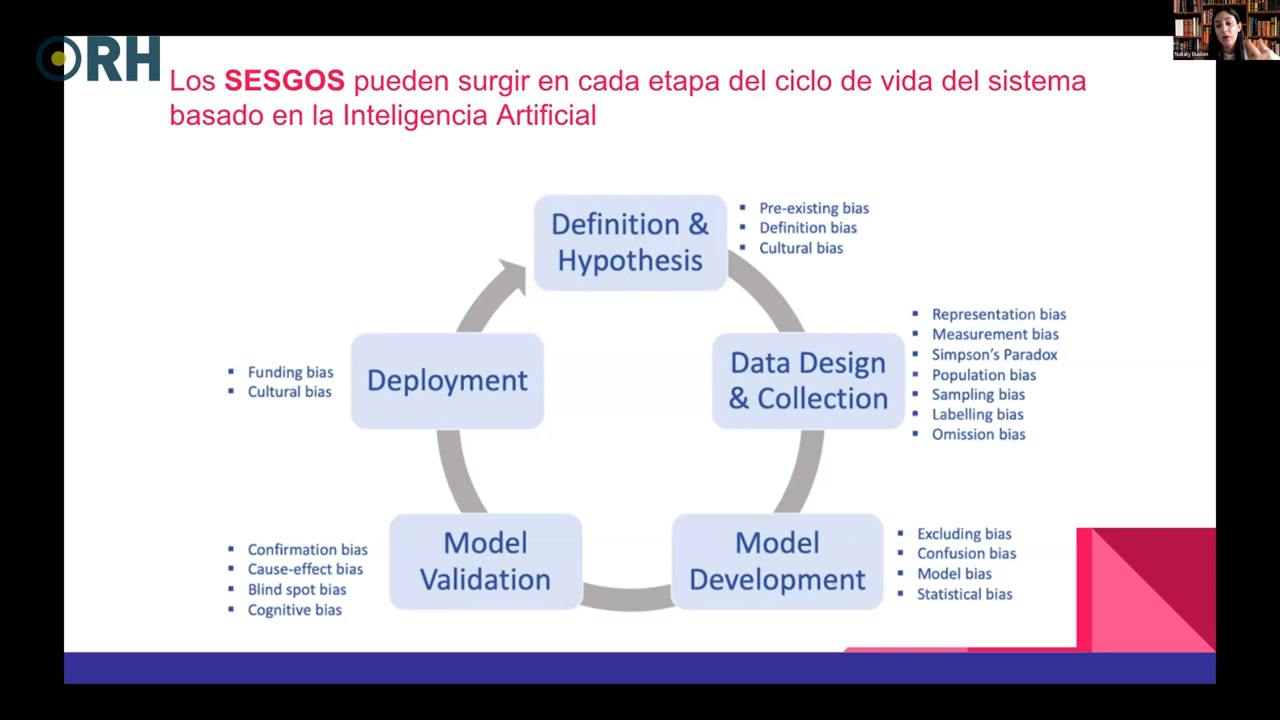 ORH
Los SESGOS pueden surgir en cada etapa del ciclo de vida del sistema
basado en la Inteligencia Artificial
Nataly Buslon
Definition &
Hypothesis
Pre-existing bias
Definition bias
Cultural bias
Data Design
& Collection
Representation bias
Measurement bias
Simpson's Paradox
Population bias
Sampling bias
Labelling bias
Omission bias
Model
Development
Excluding bias
Confusion bias
Model bias
Statistical bias
Model
Validation
Confirmation bias
Cause-effect bias
Blind spot bias
Cognitive bias
Deployment
Funding bias
Cultural bias